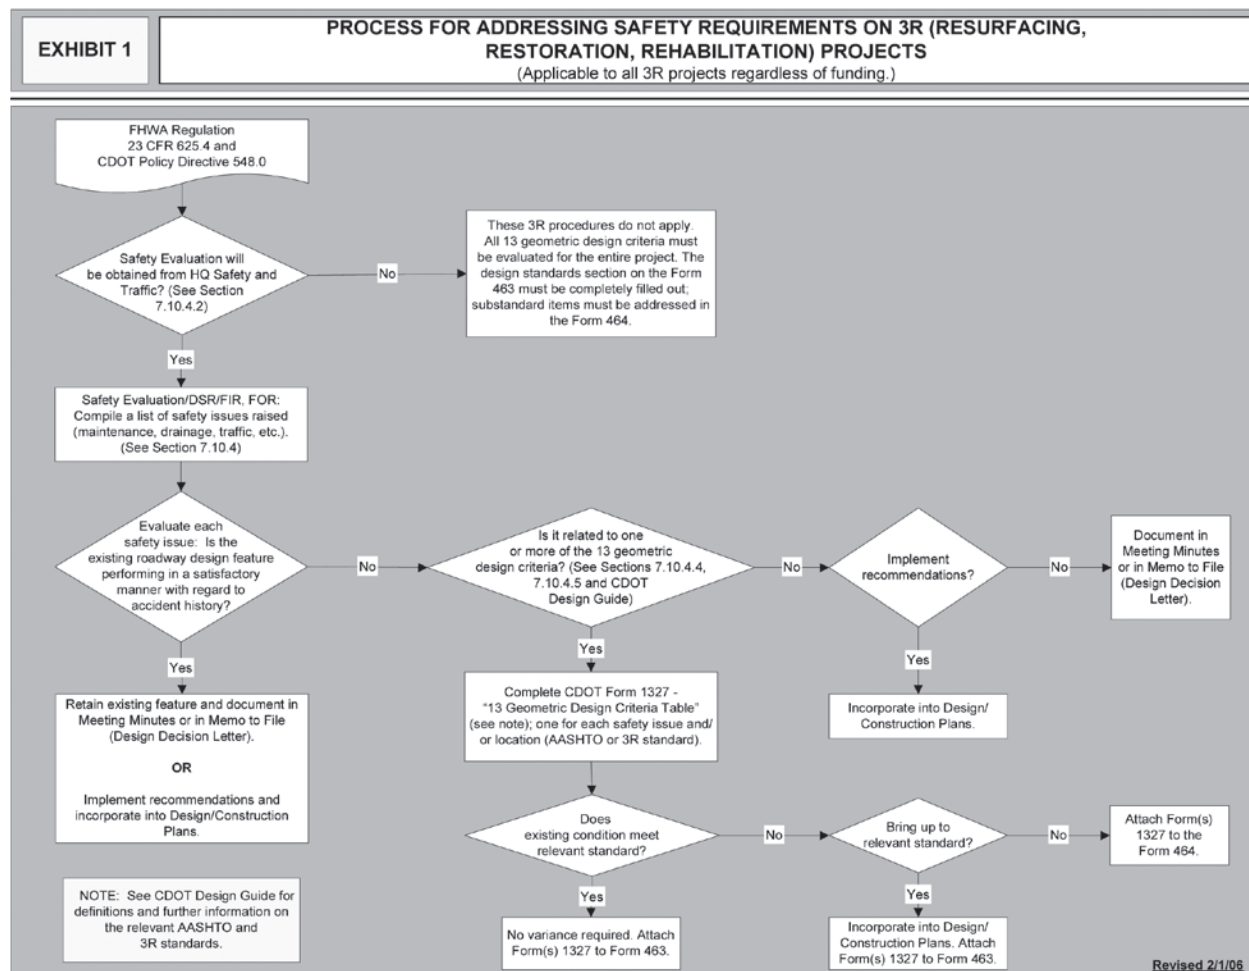 EXHIBIT 1
PROCESS FOR ADDRESSING SAFETY REQUIREMENTS ON 3R (RESURFACING,
RESTORATION, REHABILITATION) PROJECTS
(Applicable to all 3R projects regardless of funding.)
FHWA Regulation
23 CFR 625.4 and
CDOT Policy Directive 548.0
Safety Evaluation will
be obtained from HQ Safety and
Traffic? (See Section
7.10.4.2)
No
These 3R procedures do not apply.
All 13 geometric design criteria must
be evaluated for the entire project. The
design standards section on the Form
463 must be completely filled out;
substandard items must be addressed in
the Form 464.
Yes
Safety Evaluation/DSR/FIR, FOR:
Compile a list of safety issues raised
(maintenance, drainage, traffic, etc.).
(See Section 7.10.4)
Evaluate each
safety issue: Is the
existing roadway design feature
performing in a satisfactory
manner with regard to
accident history?
No
Is it related to one
or more of the 13 geometric
design criteria? (See Sections 7.10.4.4,
7.10.4.5 and CDOT
Design Guide)
No
Implement
recommendations?
No
Document in
Meeting Minutes
or in Memo to File
(Design Decision
Letter).
Yes
Retain existing feature and document in
Meeting Minutes or in Memo to File
(Design Decision Letter).
OR
Implement recommendations and
incorporate into Design/Construction
Plans.
Yes
Complete CDOT Form 1327 -
"13 Geometric Design Criteria Table"
(see note); one for each safety issue and/
or location (AASHTO or 3R standard).
Yes
Incorporate into Design/
Construction Plans.
Does
existing condition meet
relevant standard?
No
Bring up to
relevant standard?
No
Attach Form(s)
1327 to the
Form 464.
Yes
No variance required. Attach
Form(s) 1327 to Form 463.
Yes
Incorporate into Design/
Construction Plans. Attach
Form(s) 1327 to Form 463.
NOTE: See CDOT Design Guide for
definitions and further information on
the relevant AASHTO and
3R standards.
Revised 2/1/06